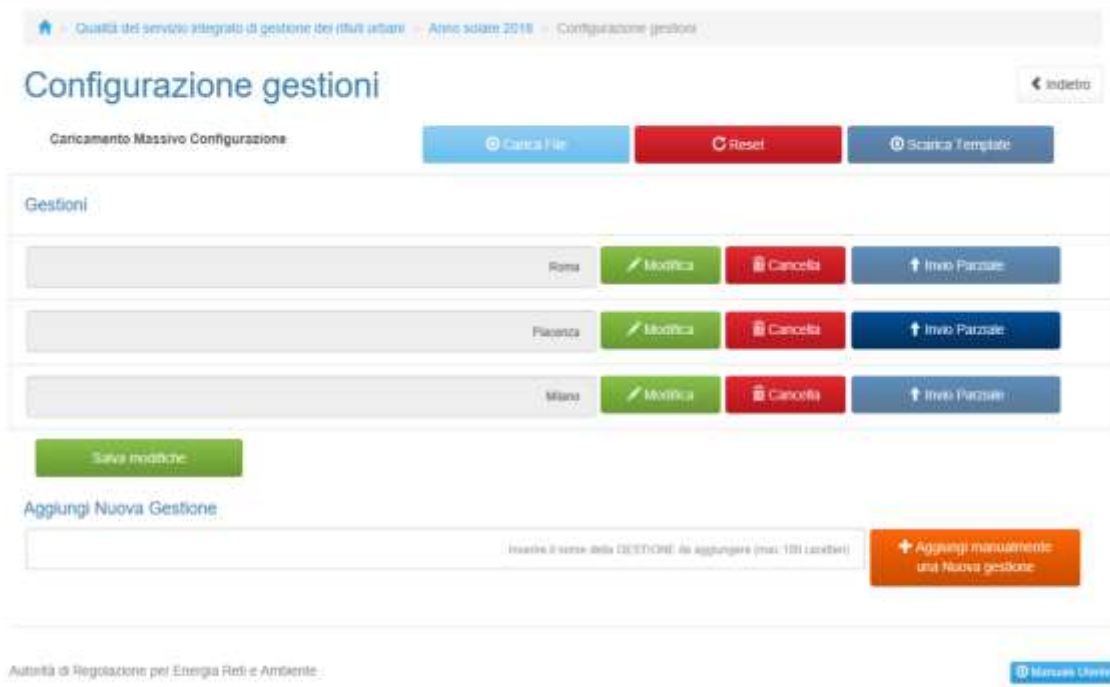 Qualità del servizio integrato di gestione dei rifiuti urbani Anno solare 2018 Configurazione gestioni
Configurazione gestioni
Indietro
Caricamento Massivo Configurazione
Carica File
Reset
Scarica Template
Gestioni
Roma
Modifica
Cancella
Invio Parziale
Piacenza
Modifica
Cancella
Invio Parziale
Milano
Modifica
Cancella
Invio Parziale
Salva modifiche
Aggiungi Nuova Gestione
Inserire il nome della GESTIONE da aggiungere (max 100 caratteri)
+ Aggiungi manualmente
una Nuova gestione
Autorità di Regolazione per Energia Reti e Ambiente
Manuale Utente